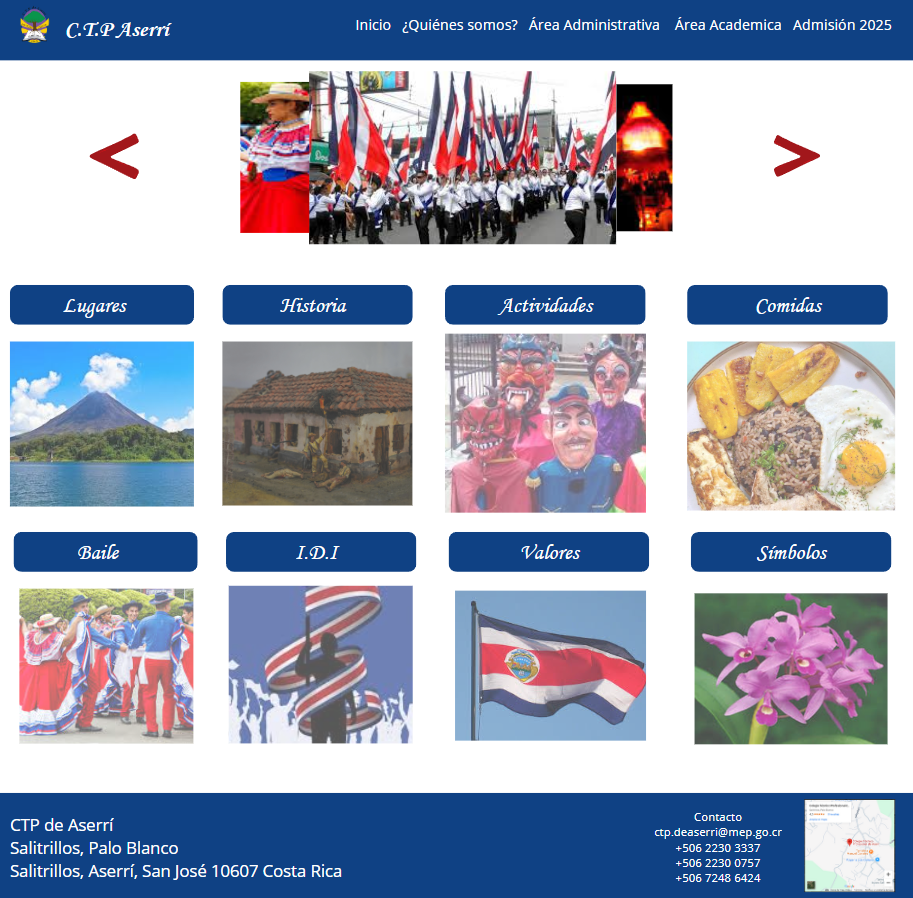 C.T.P Aserrí
Inicio ¿Quiénes somos? Área Administrativa Área Academica Admisión 2025
Lugares Historia Actividades Comidas
Baile I.D.I Valores Símbolos
CTP de Aserrí
Salitrillos, Palo Blanco
Salitrillos, Aserrí, San José 10607 Costa Rica
Contacto
ctp.deaserri@mep.go.cr
+506 2230 3337
+506 2230 0757
+506 7248 6424